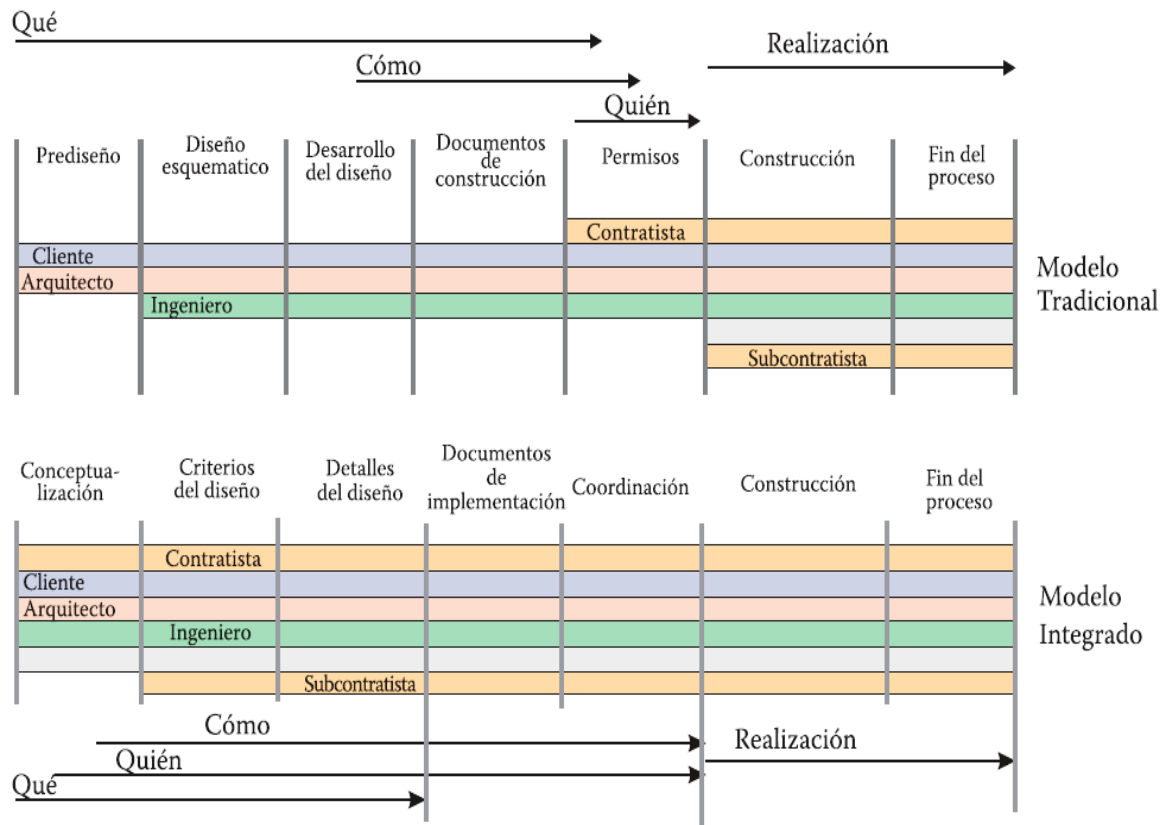 Qué
Realización
Cómo
Quién
Prediseño
Diseño
esquematico
Desarrollo
del diseño
Documentos
de
construcción
Permisos
Construcción
Fin del
proceso
Contratista
Cliente
Arquitecto
Ingeniero
Subcontratista
Modelo
Tradicional
Conceptua-
lización
Criterios
del diseño
Detalles
del diseño
Documentos
de
implementación
Coordinación
Construcción
Fin del
proceso
Contratista
Cliente
Arquitecto
Ingeniero
Subcontratista
Modelo
Integrado
Cómo
Realización
Quién
Qué